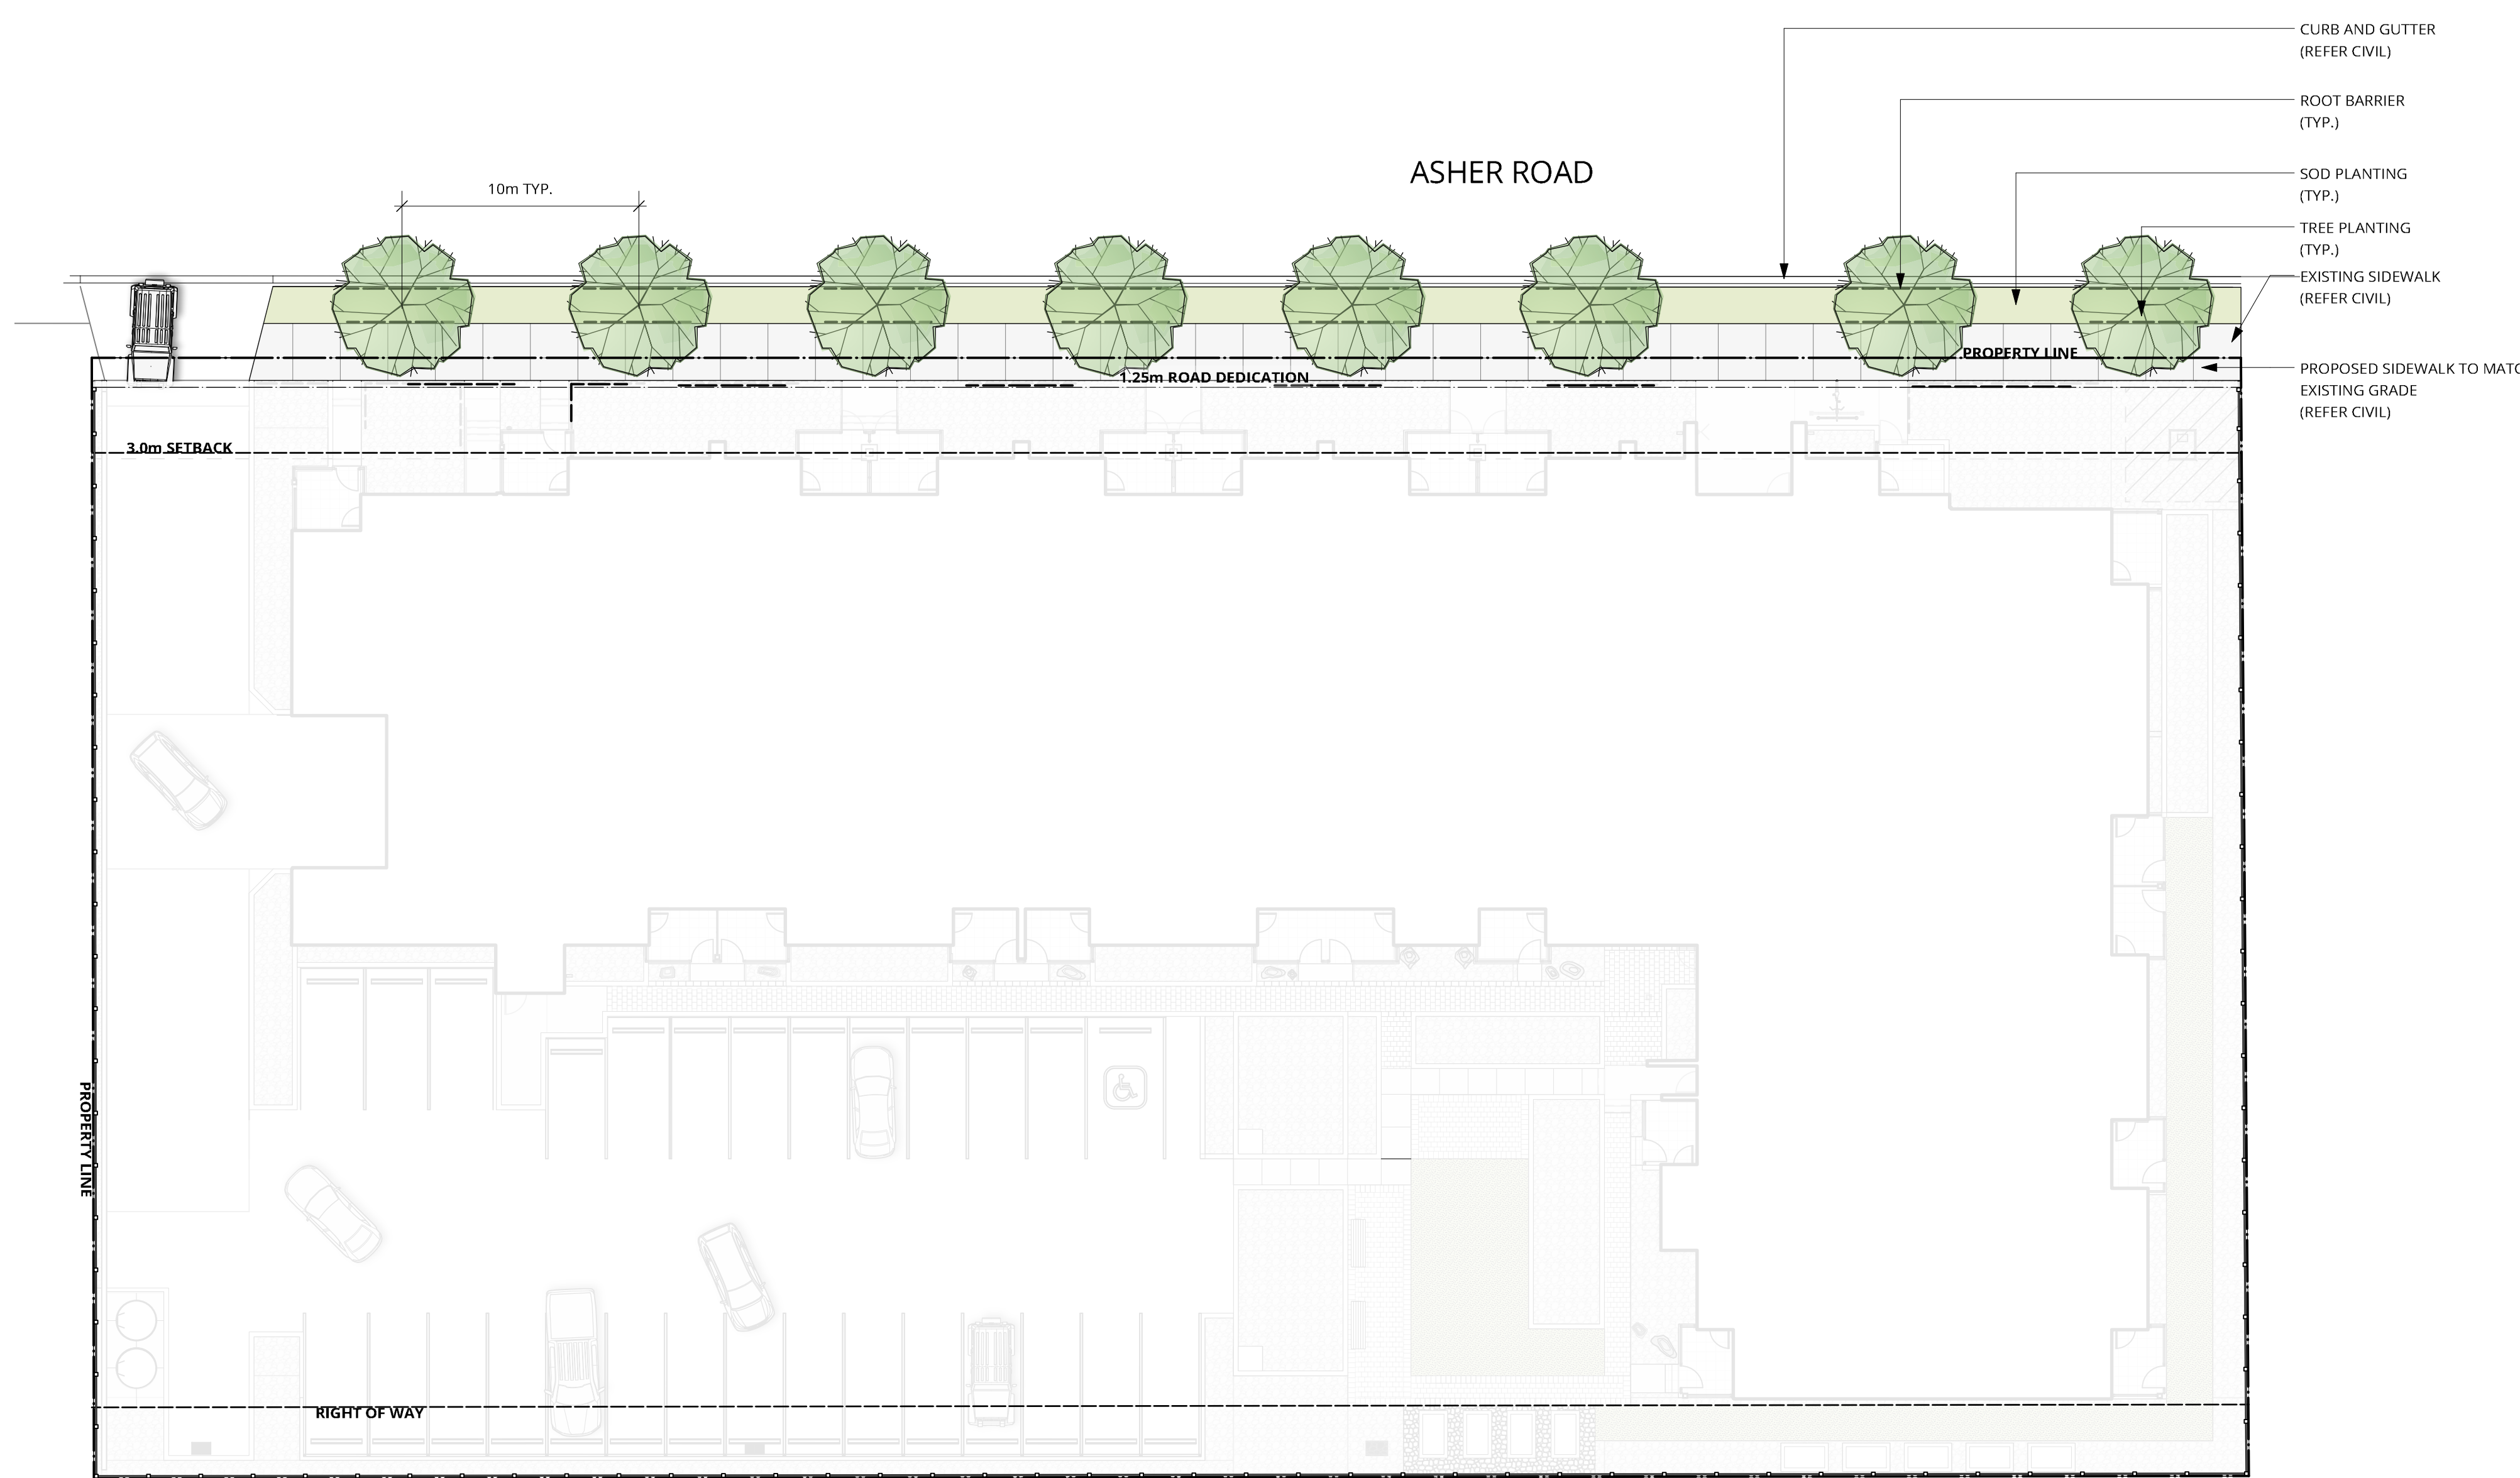 CURB AND GUTTER
(REFER CIVIL)
ROOT BARRIER
(TYP.)
ASHER ROAD
SOD PLANTING
(TYP.)
10m TYP.
TREE PLANTING
(TYP.)
EXISTING SIDEWALK
(REFER CIVIL)
PROPERTY LINE
1.25m ROAD DEDICATION
PROPOSED SIDEWALK TO MATC
EXISTING GRADE
(REFER CIVIL)
3.0m SETBACK
PROPERTY LINE
RIGHT OF WAY